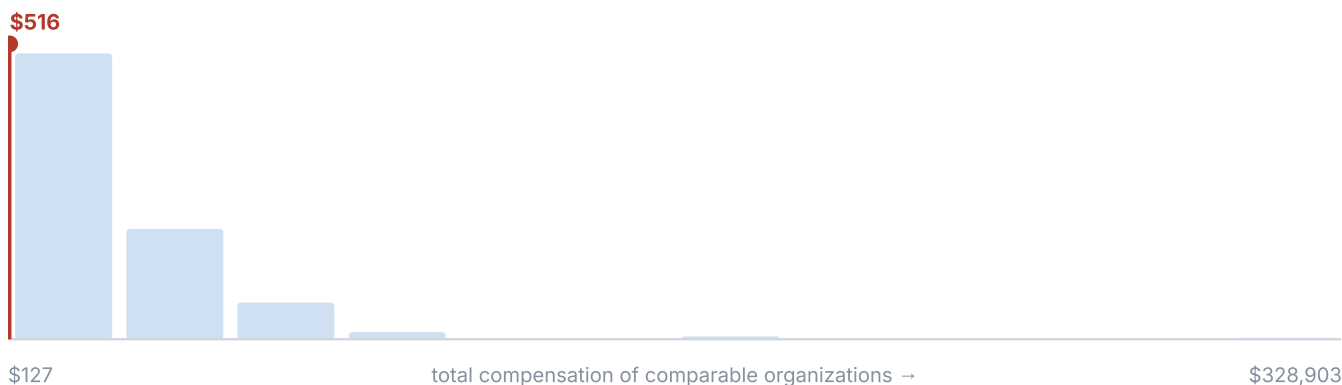 $516
$127 total compensation of comparable organizations → $328,903